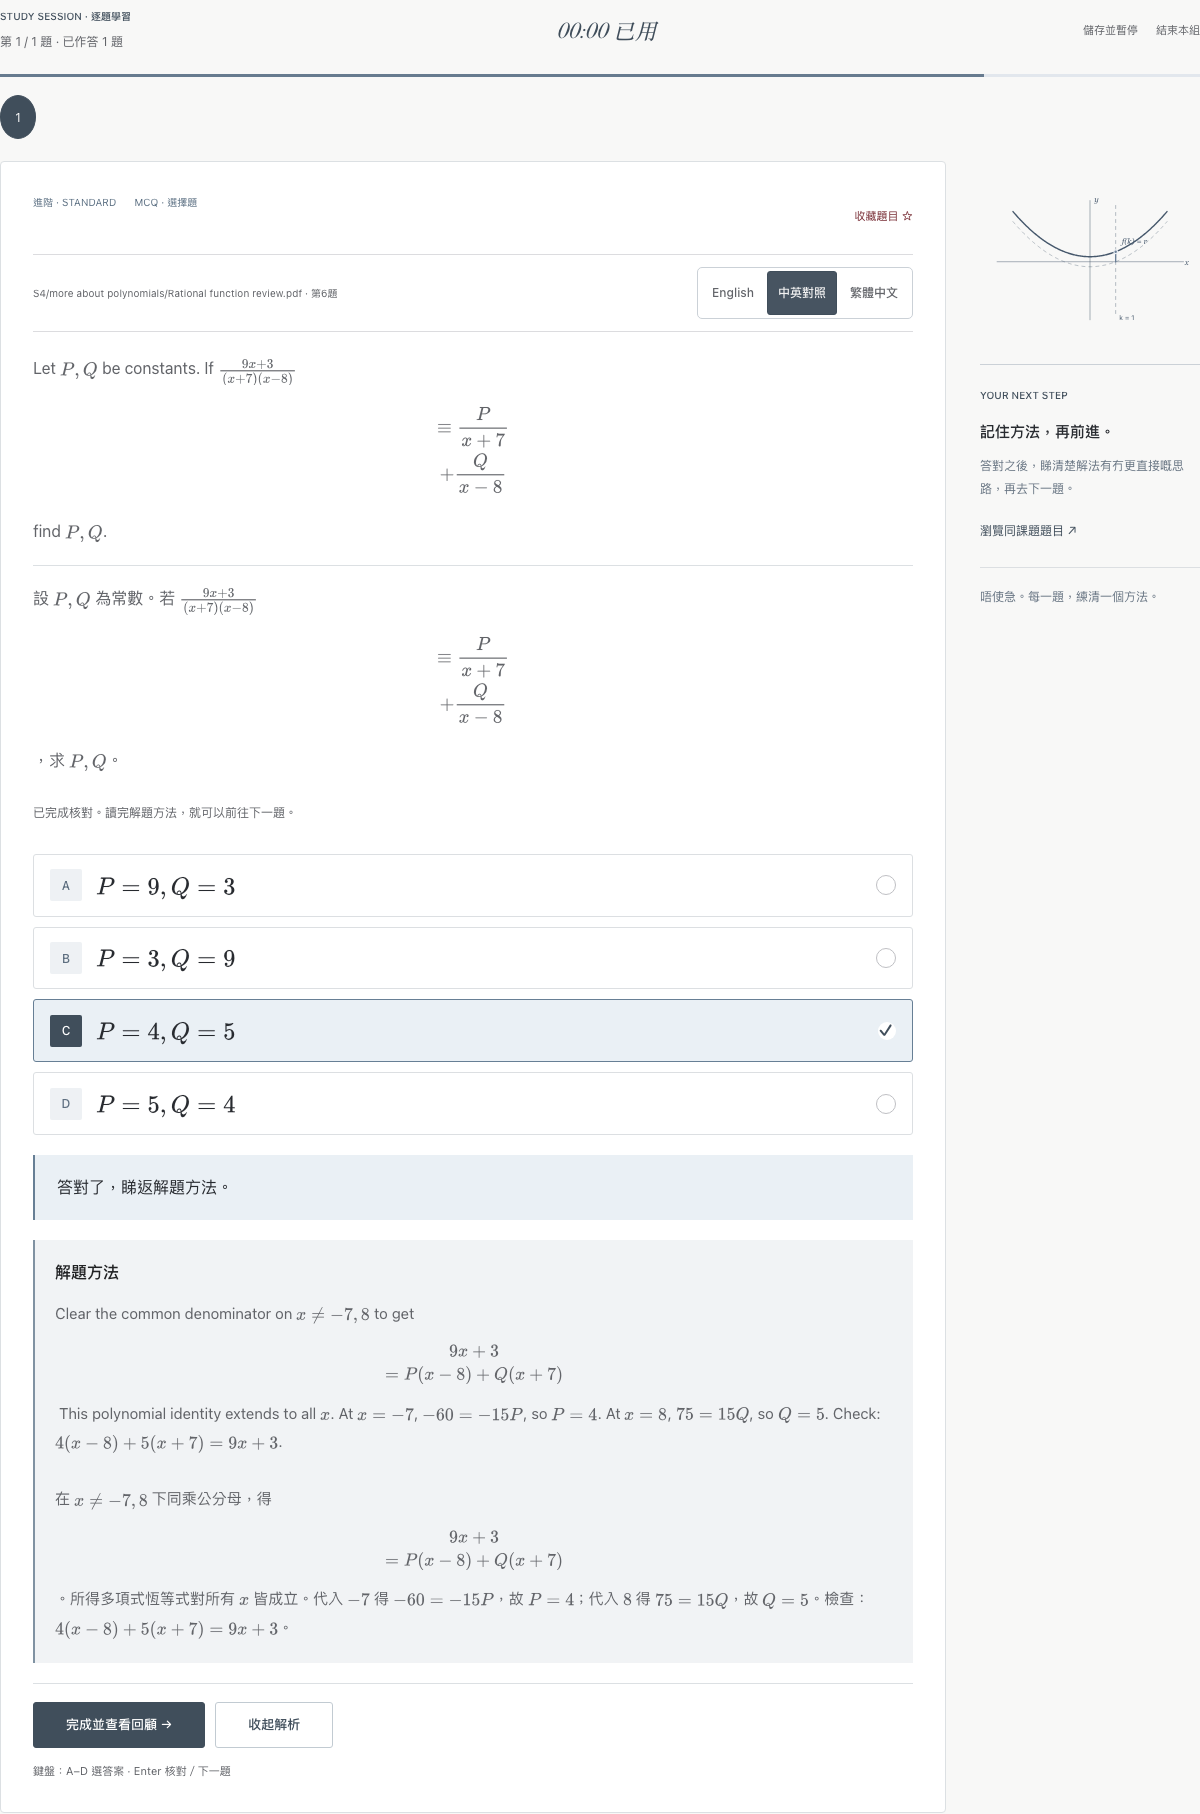 STUDY SESSION · 逐題學習
第 1 / 1 題 · 已作答 1 題
00:00 已用
儲存並暫停 結束本組
1
進階 · STANDARD MCQ · 選擇題
收藏題目 ☆
S4/more about polynomials/Rational function review.pdf · 第6題
English 中英對照 繁體中文
Let P, Q be constants. If (9x+3)/((x+7)(x−8))
≡ P/(x + 7)
+ Q/(x − 8)
find P, Q.
設 P, Q 為常數。若 (9x+3)/((x+7)(x−8))
≡ P/(x + 7)
+ Q/(x − 8)
，求 P, Q。
已完成核對。讀完解題方法，就可以前往下一題。
A P = 9, Q = 3
B P = 3, Q = 9
C P = 4, Q = 5
D P = 5, Q = 4
答對了，睇返解題方法。
解題方法
Clear the common denominator on x ≠ −7, 8 to get
9x + 3
= P(x − 8) + Q(x + 7)
This polynomial identity extends to all x. At x = −7, −60 = −15P, so P = 4. At x = 8, 75 = 15Q, so Q = 5. Check:
4(x − 8) + 5(x + 7) = 9x + 3.
在 x ≠ −7, 8 下同乘公分母，得
9x + 3
= P(x − 8) + Q(x + 7)
。所得多項式恆等式對所有 x 皆成立。代入 −7 得 −60 = −15P，故 P = 4；代入 8 得 75 = 15Q，故 Q = 5。檢查：
4(x − 8) + 5(x + 7) = 9x + 3。
完成並查看回顧 → 收起解析
鍵盤：A–D 選答案 · Enter 核對 / 下一題
y
f(k) = r
x
k = 1
YOUR NEXT STEP
記住方法，再前進。
答對之後，睇清楚解法有冇更直接嘅思
路，再去下一題。
瀏覽同課題題目 ↗
唔使急。每一題，練清一個方法。